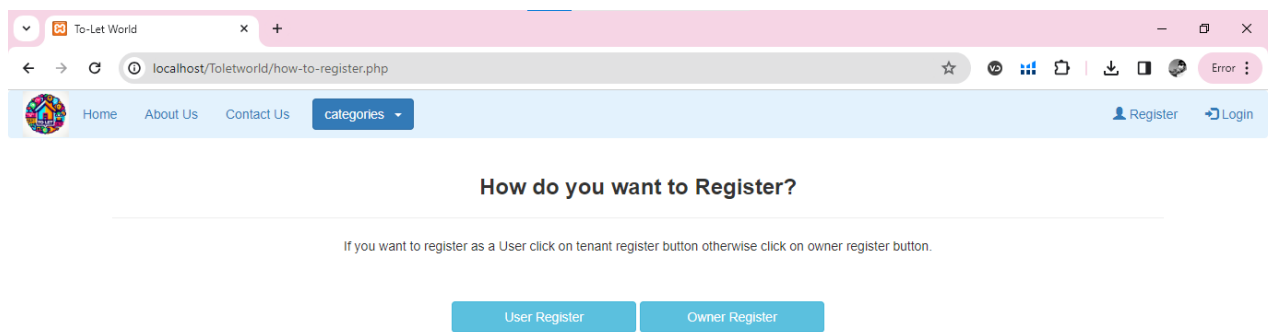 To-Let World
localhost/Toletworld/how-to-register.php
Error
Home About Us Contact Us categories Register Login
How do you want to Register?
If you want to register as a User click on tenant register button otherwise click on owner register button.
User Register Owner Register